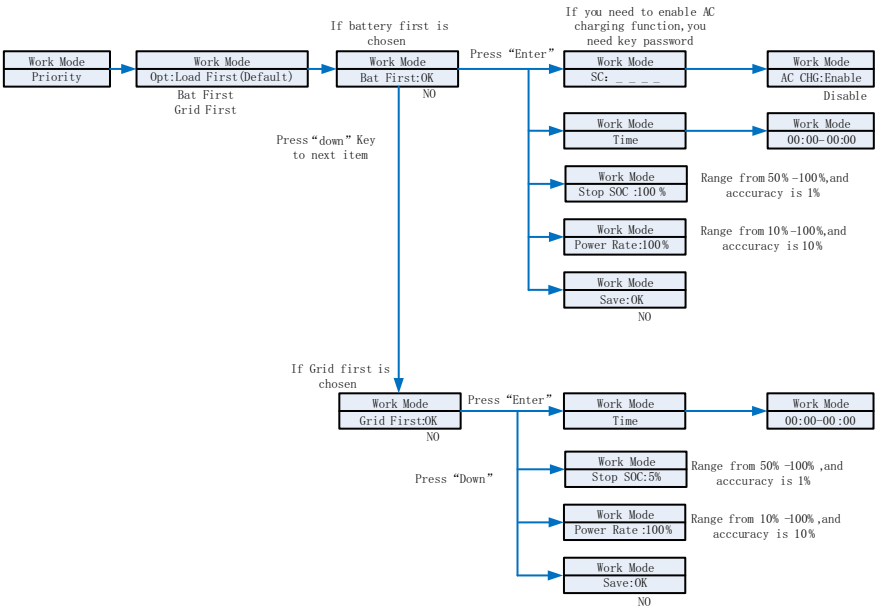 If battery first is
chosen
If you need to enable AC
charging function,you
need key password
Press “Enter”
Work Mode
Priority
Work Mode
Opt:Load First(Default)
Bat First
Grid First
Work Mode
Bat First:OK
NO
Work Mode
SC: _ _ _ _
Work Mode
AC CHG:Enable
Disable
Press“down” Key
to next item
Work Mode
Time
Work Mode
00:00-00:00
Work Mode
Stop SOC :100 %
Range from 50% -100%,and
acccuracy is 1%
Work Mode
Power Rate:100%
Range from 10% -100%,and
acccuracy is 10%
Work Mode
Save:OK
NO
If Grid first is
chosen
Press “Enter”
Work Mode
Grid First:OK
NO
Work Mode
Time
Work Mode
00:00-00:00
Press “Down”
Work Mode
Stop SOC:5%
Range from 50% -100% ,and
acccuracy is 1%
Work Mode
Power Rate :100%
Range from 10% -100% ,and
acccuracy is 10%
Work Mode
Save:OK
NO